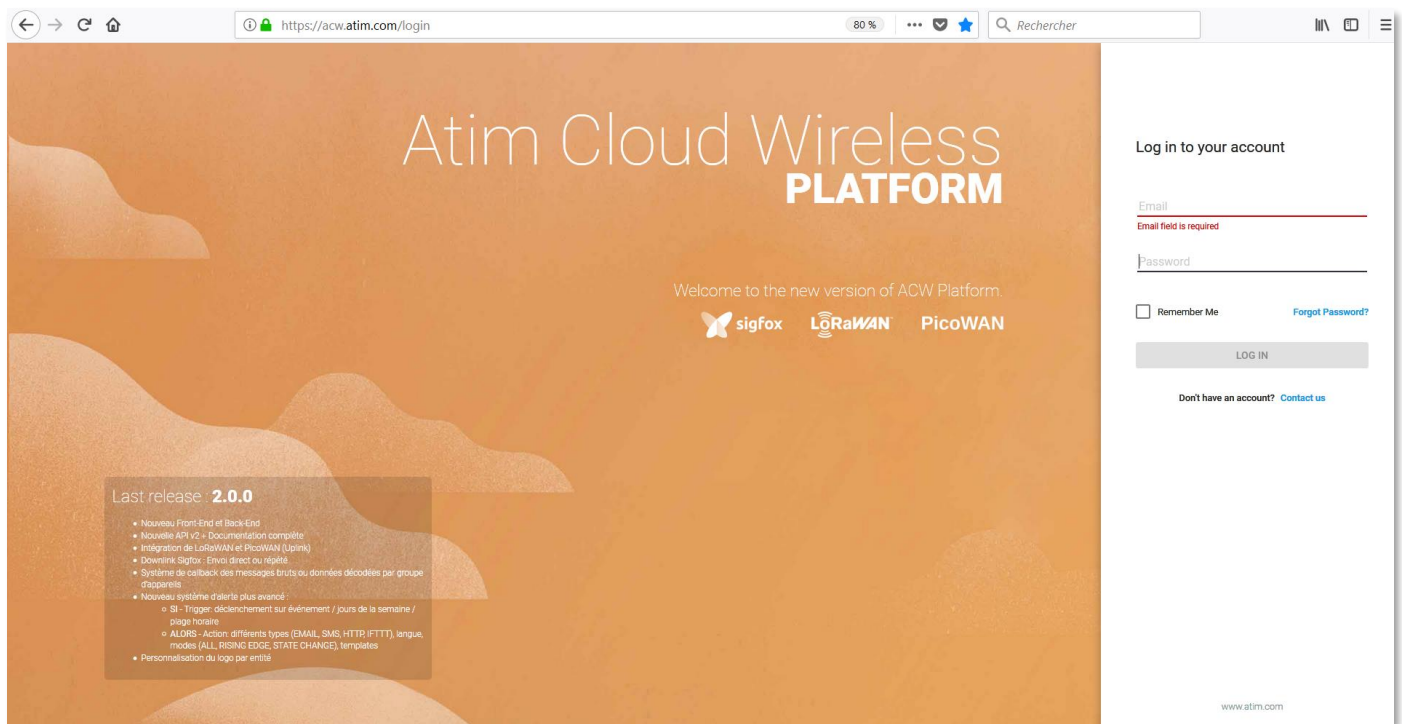 https://acw.atim.com/login
80 %
Rechercher
Atim Cloud Wireless
PLATFORM
Welcome to the new version of ACW Platform.
sigfox LoRaWAN PicoWAN
Last release : 2.0.0
Nouveau Front-End et Back-End
Nouvelle API v2 + Documentation complète
Intégration de LoRaWAN et PicoWAN (Uplink)
Downlink Sigfox : Envoi direct ou répété
Système de callback des messages bruts ou données décodées par groupe
d'appareils
Nouveau système d'alerte plus avancé :
SI - Trigger: déclenchement sur événement / jours de la semaine /
plage horaire
ALORS - Action: différents types (EMAIL, SMS, HTTP, IFTTT), langue,
modes (ALL, RISING EDGE, STATE CHANGE), templates
Personnalisation du logo par entité
Log in to your account
Email
Email field is required
Password
Remember Me Forgot Password?
LOG IN
Don't have an account? Contact us
www.atim.com